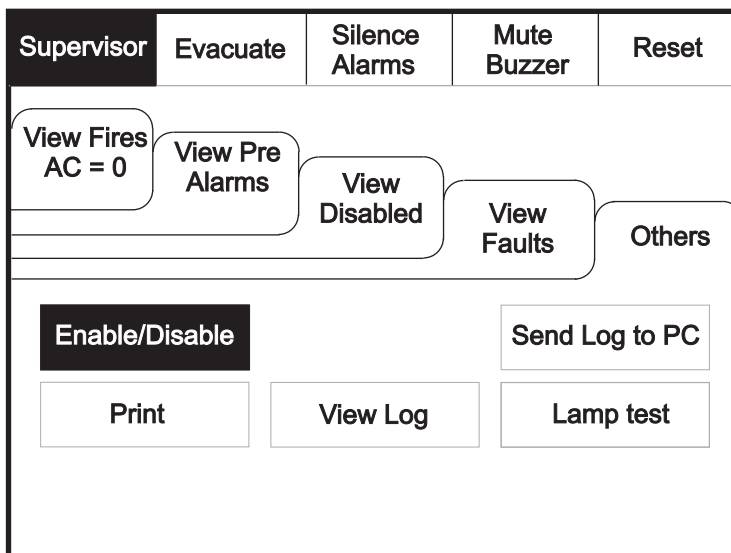 Supervisor
Evacuate
Silence
Alarms
Mute
Buzzer
Reset
View Fires
AC = 0
View Pre
Alarms
View
Disabled
View
Faults
Others
Enable/Disable
Send Log to PC
Print
View Log
Lamp test